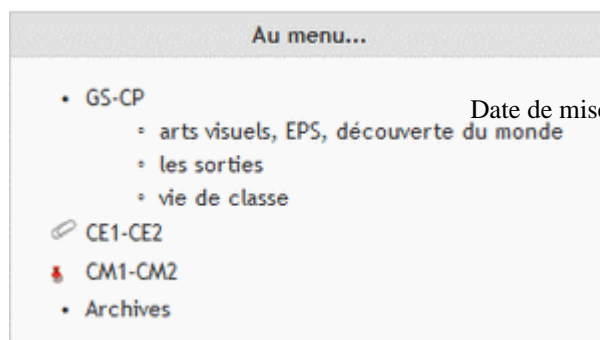 Au menu...
GS-CP
Date de mise
arts visuels, EPS, découverte du monde
les sorties
vie de classe
CE1-CE2
CM1-CM2
Archives